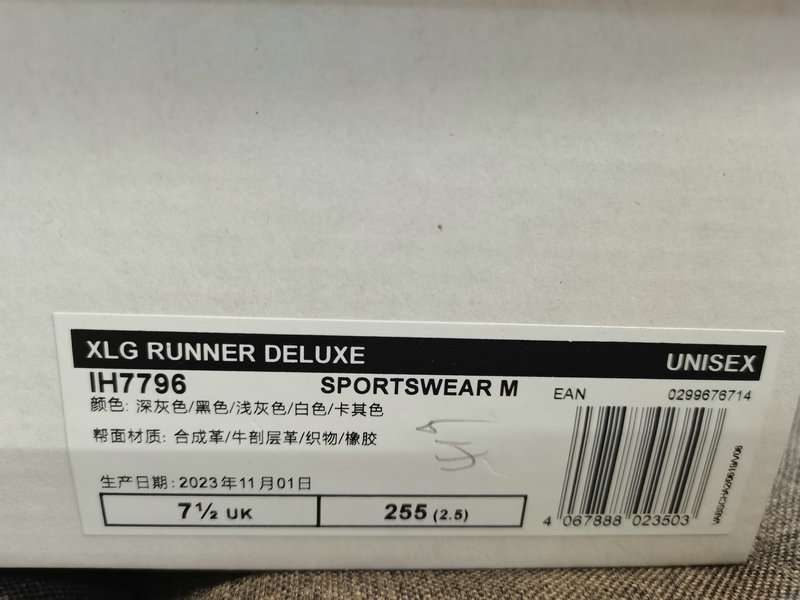 XLG RUNNER DELUXE UNISEX
IH7796 SPORTSWEAR M EAN 0299676714
颜色: 深灰色/黑色/浅灰色/白色/卡其色
帮面材质: 合成革/牛剖层革/织物/橡胶
生产日期: 2023年11月01日
7½ UK 255 (2.5)
4 067888 023503